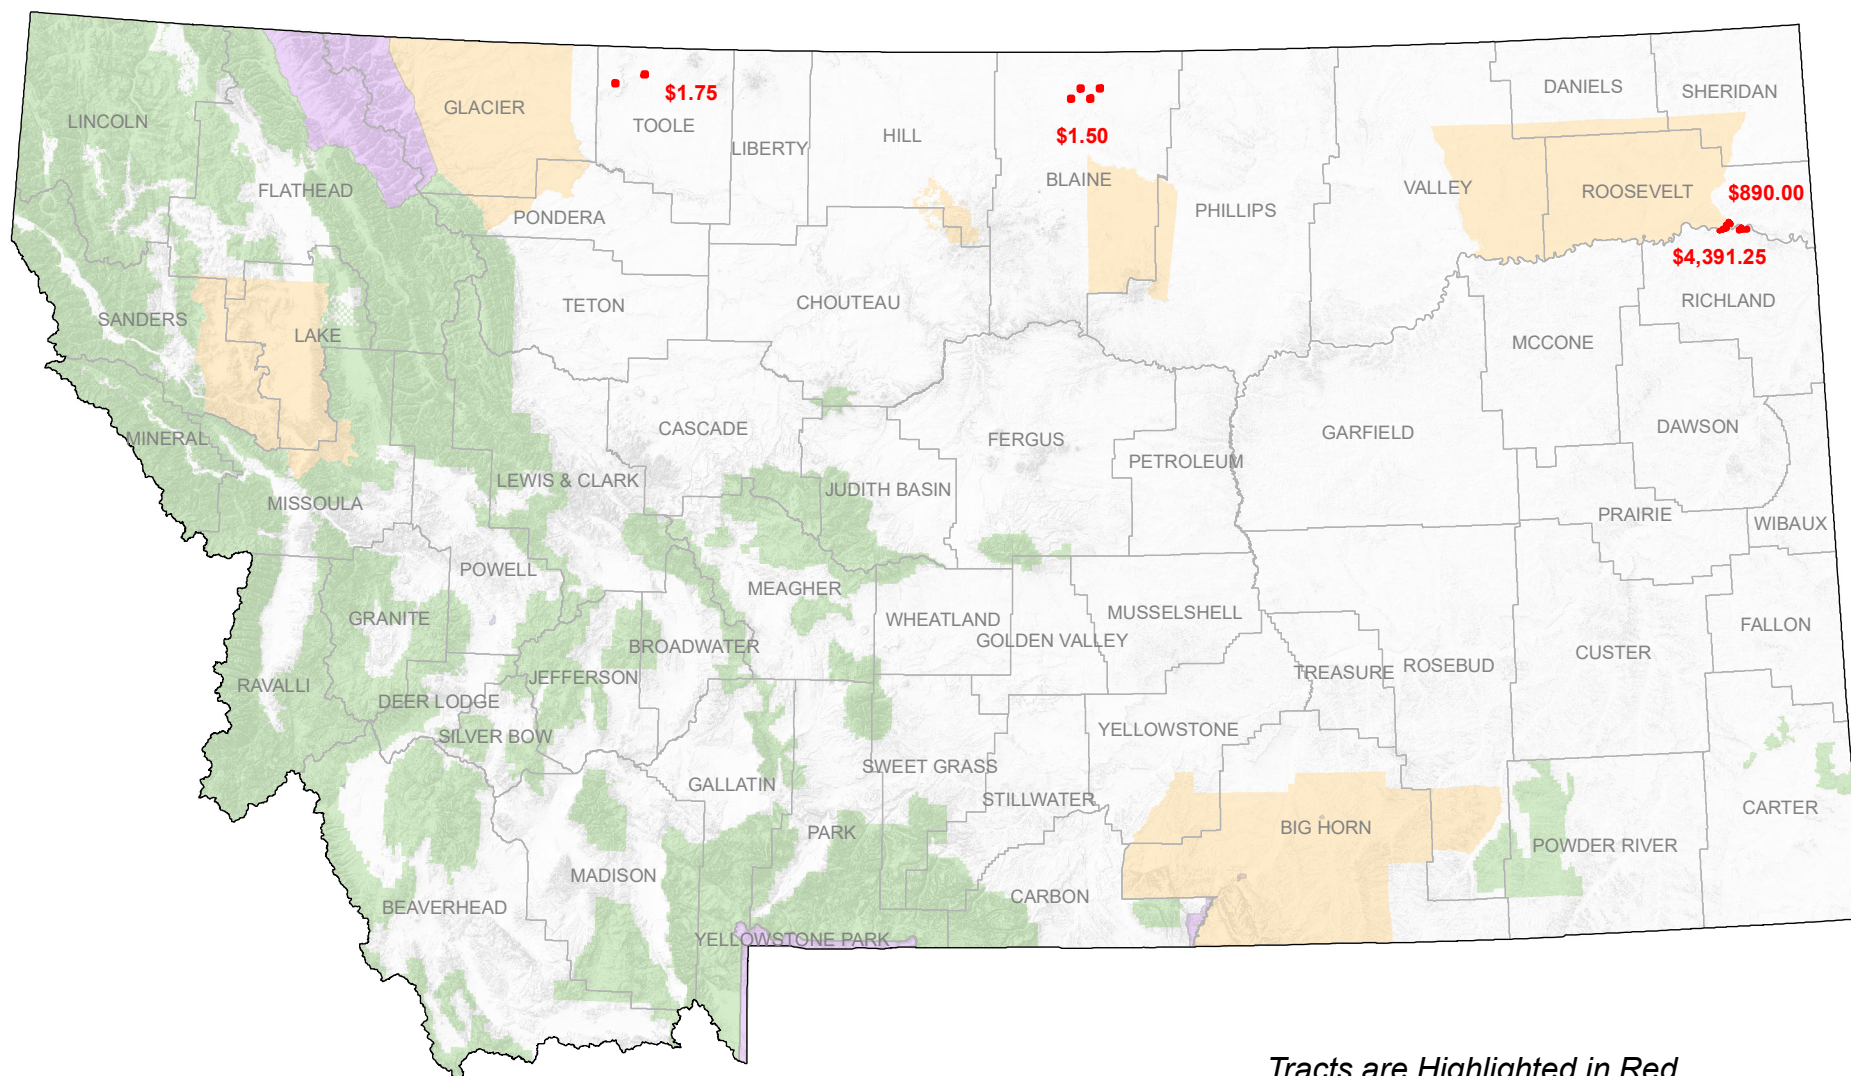 DANIELS
SHERIDAN
GLACIER
$1.75
TOOLE
LINCOLN
$1.50
HILL
LIBERTY
BLAINE
VALLEY
ROOSEVELT
$890.00
FLATHEAD
PHILLIPS
PONDERA
$4,391.25
RICHLAND
CHOUTEAU
TETON
SANDERS
LAKE
MCCONE
DAWSON
CASCADE
GARFIELD
FERGUS
MINERAL
PETROLEUM
LEWIS & CLARK
JUDITH BASIN
MISSOULA
PRAIRIE
WIBAUX
POWELL
MEAGHER
MUSSELSHELL
GRANITE
WHEATLAND
FALLON
GOLDEN VALLEY
BROADWATER
CUSTER
ROSEBUD
TREASURE
JEFFERSON
RAVALLI
DEER LODGE
YELLOWSTONE
SILVER BOW
SWEET GRASS
GALLATIN
STILLWATER
CARTER
BIG HORN
PARK
POWDER RIVER
MADISON
CARBON
BEAVERHEAD
YELLOWSTONE PARK
Tracts are Highlighted in Red